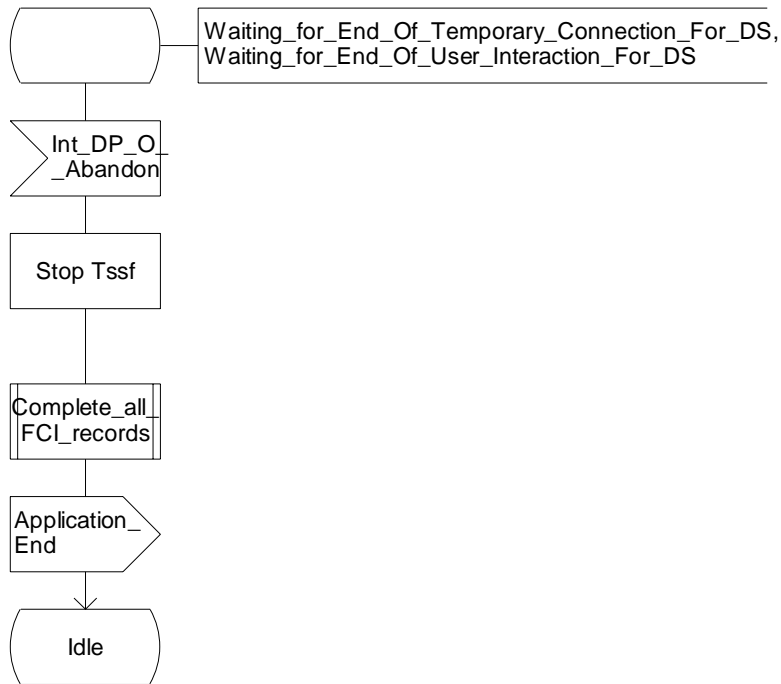 Waiting_for_End_Of_Temporary_Connection_For_DS,
Waiting_for_End_Of_User_Interaction_For_DS
Int_DP_O_
_Abandon
Stop Tssf
Complete_all_
FCI_records
Application_
End
Idle